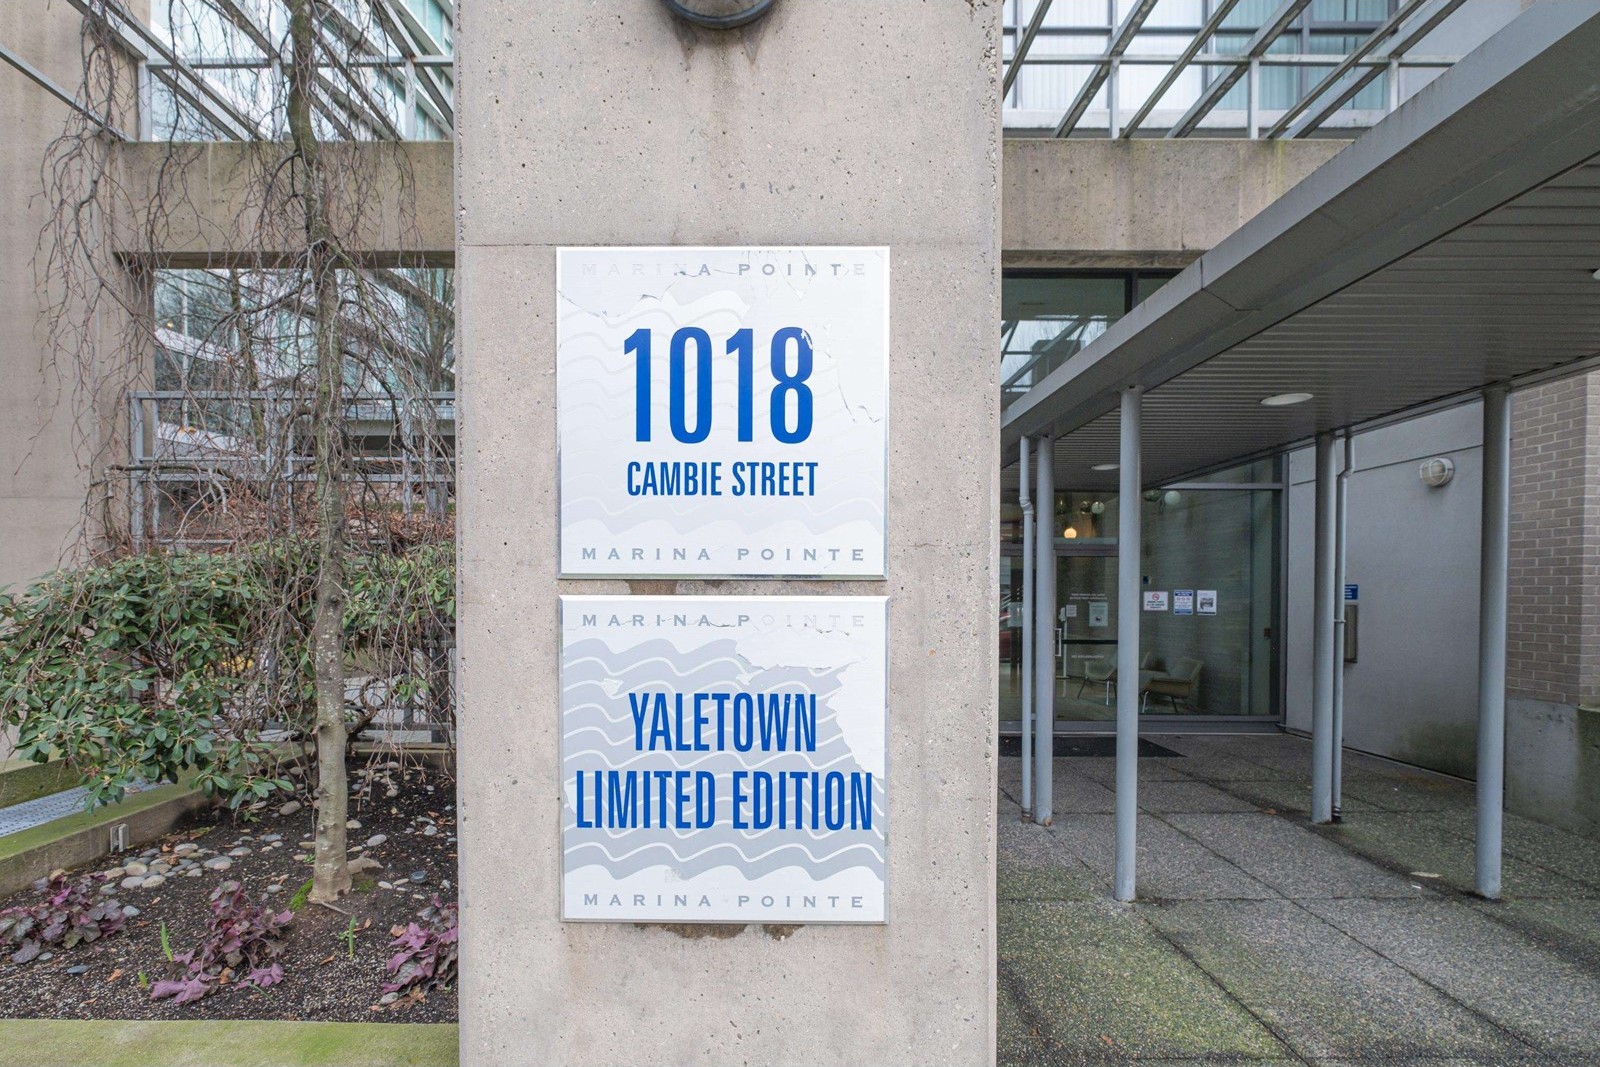 MARINA POINTE
1018
CAMBIE STREET
MARINA POINTE
MARINA POINTE
YALETOWN
LIMITED EDITION
MARINA POINTE